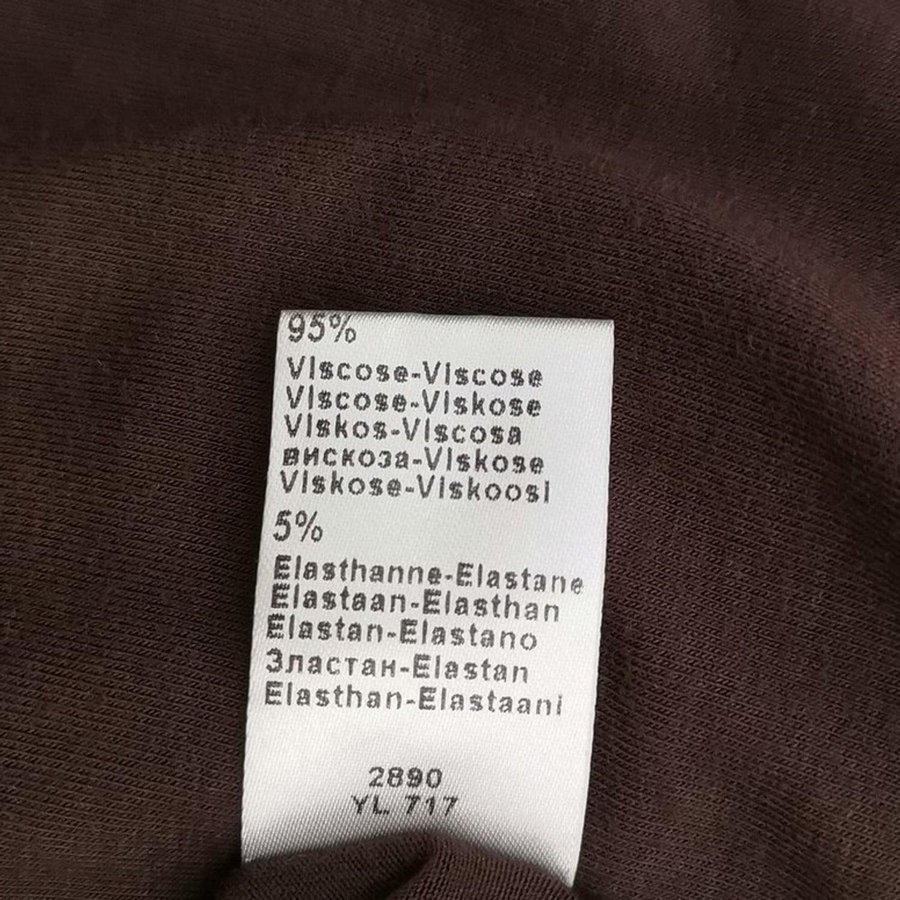 95%
Viscose-Viscose
Viscose-Viskose
Viskos-Viscosa
вискоза-Viskose
Viskose-Viskoosi
5%
Elasthanne-Elastane
Elastaan-Elasthan
Elastan-Elastano
Зластан-Elastan
Elasthan-Elastaani
2890
YL 717